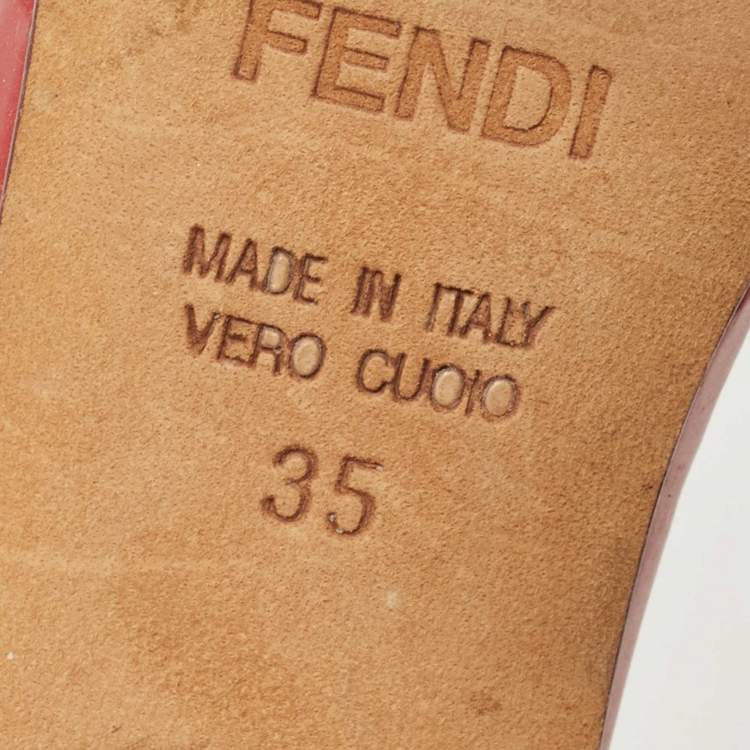 FENDI
MADE IN ITALY
VERO CUOIO
35